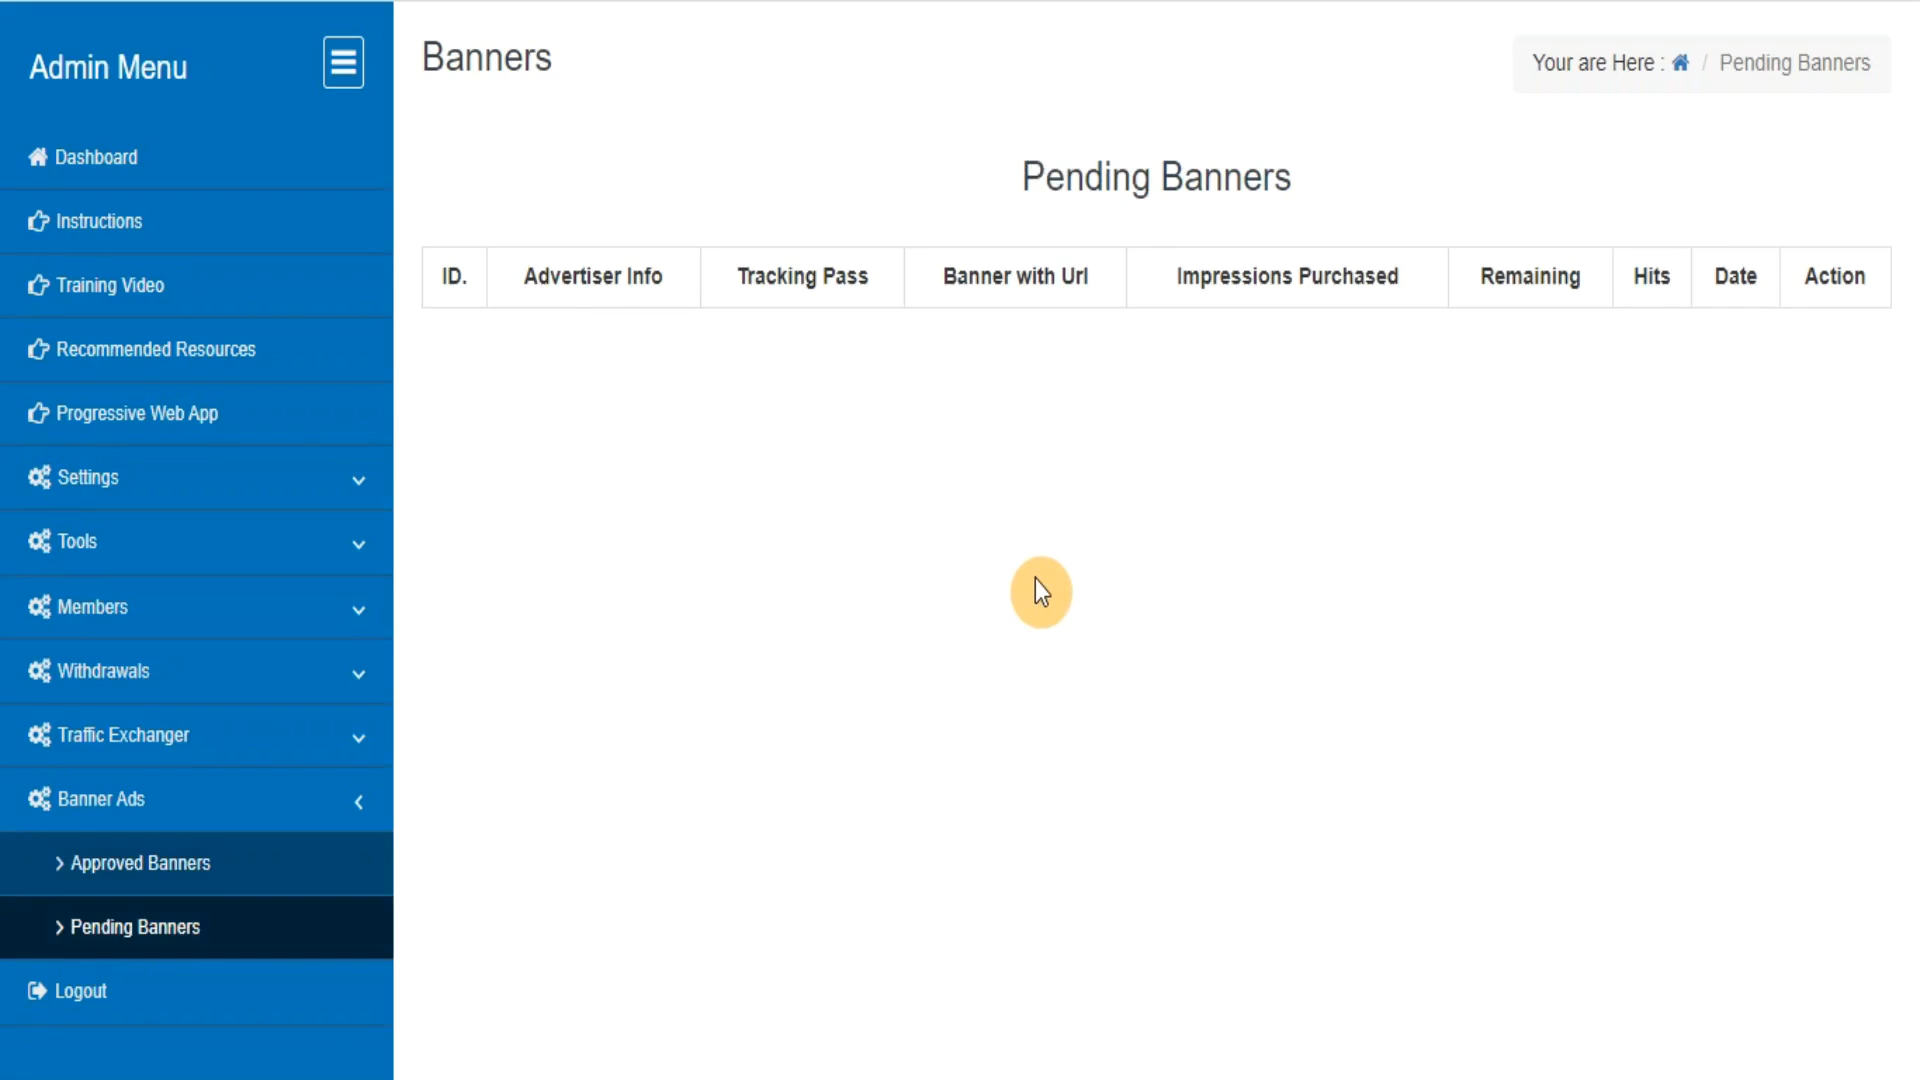 Admin Menu
Dashboard
Instructions
Training Video
Recommended Resources
Progressive Web App
Settings
Tools
Members
Withdrawals
Traffic Exchanger
Banner Ads
Approved Banners
Pending Banners
Logout
Banners
You are Here : / Pending Banners
Pending Banners
ID. Advertiser Info Tracking Pass Banner with Url Impressions Purchased Remaining Hits Date Action